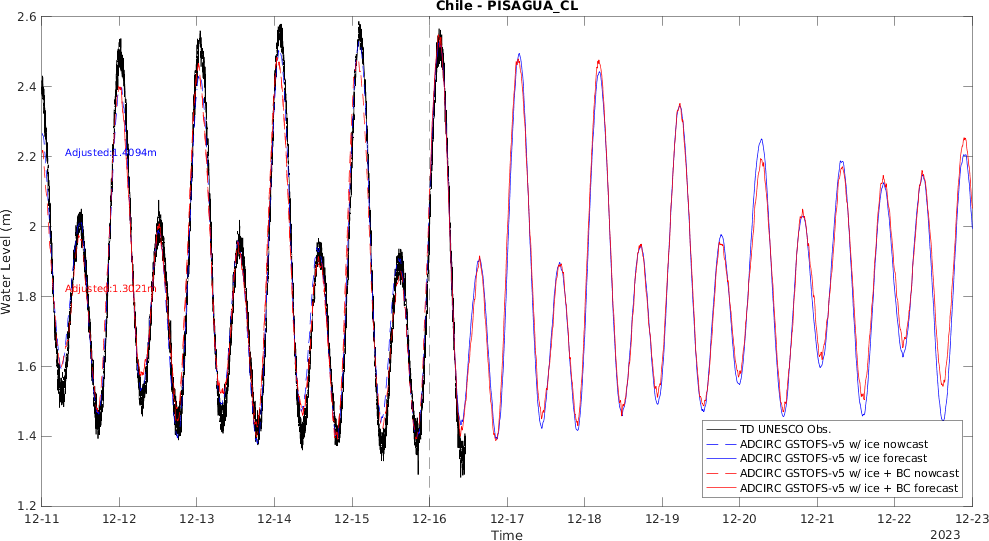 Chile - PISAGUA_CL
2.6
2.4
2.2
2
1.8
1.6
1.4
1.2
Water Level (m)
Adjusted:1.4094m
Adjusted:1.3021m
TD UNESCO Obs.
ADCIRC GSTOFS-v5 w/ ice nowcast
ADCIRC GSTOFS-v5 w/ ice forecast
ADCIRC GSTOFS-v5 w/ ice + BC nowcast
ADCIRC GSTOFS-v5 w/ ice + BC forecast
12-11 12-12 12-13 12-14 12-15 12-16 12-17 12-18 12-19 12-20 12-21 12-22 12-23
Time
2023